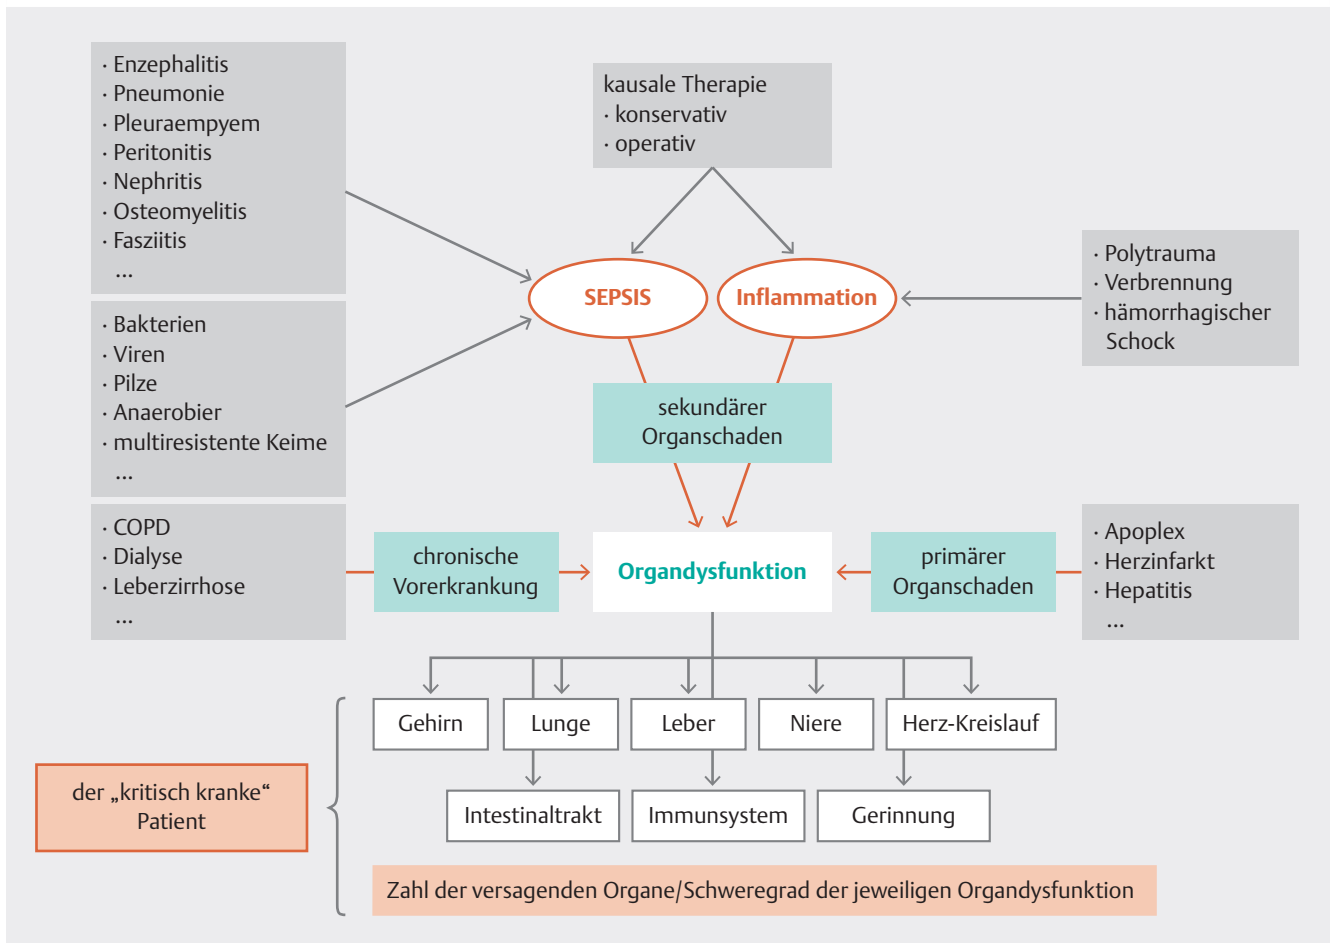 · Enzephalitis
· Pneumonie
· Pleuraempyem
· Peritonitis
· Nephritis
· Osteomyelitis
· Fasziitis
...
kausale Therapie
· konservativ
· operativ
SEPSIS
Inflammation
· Polytrauma
· Verbrennung
· hämorrhagischer
Schock
· Bakterien
· Viren
· Pilze
· Anaerobier
· multiresistente Keime
...
sekundärer
Organschaden
· COPD
· Dialyse
· Leberzirrhose
...
chronische
Vorerkrankung
Organdysfunktion
primärer
Organschaden
· Apoplex
· Herzinfarkt
· Hepatitis
...
Gehirn
Lunge
Leber
Niere
Herz-Kreislauf
der „kritisch kranke“
Patient
Intestinaltrakt
Immunsystem
Gerinnung
Zahl der versagenden Organe/Schweregrad der jeweiligen Organdysfunktion